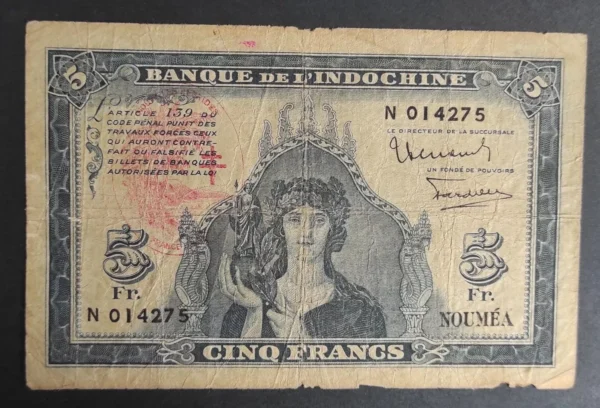 5
BANQUE DE L'INDOCHINE
5
ARTICLE 139 DU
CODE PÉNAL PUNIT DES
TRAVAUX FORCÉS CEUX
QUI AURONT CONTRE-
FAIT OU FALSIFIÉ LES
BILLETS DE BANQUES
AUTORISÉES PAR LA LOI
N 014275
LE DIRECTEUR DE LA SUCCURSALE
UN FONDÉ DE POUVOIRS
5
Fr.
5
Fr.
N 014275
NOUMÉA
CINQ FRANCS